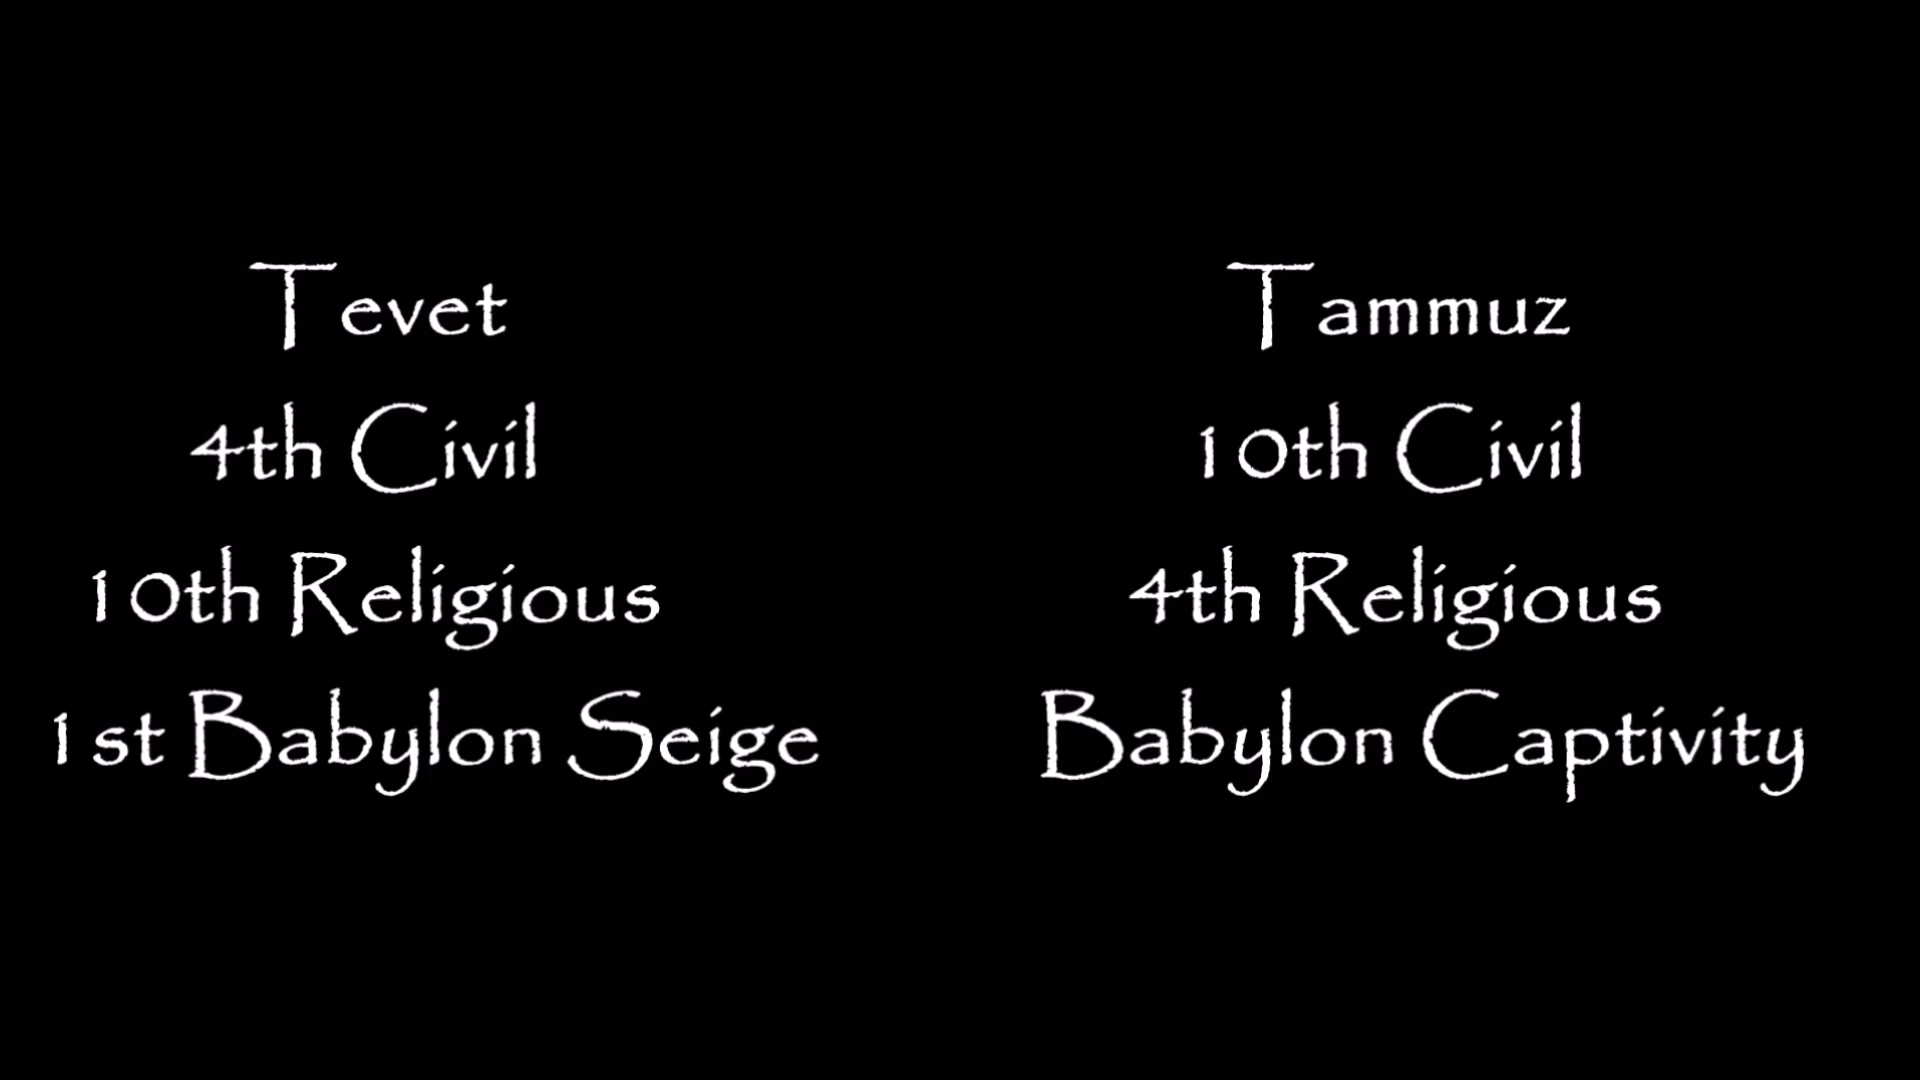 Tevet
4th Civil
10th Religious
1st Babylon Seige
Tammuz
10th Civil
4th Religious
Babylon Captivity